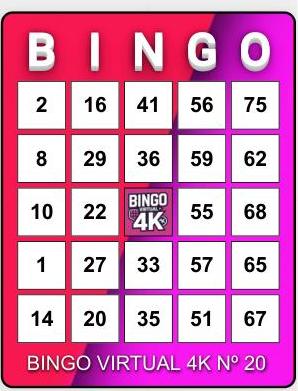 B I N G O
2 16 41 56 75
8 29 36 59 62
10 22 BINGO VIRTUAL 4K 55 68
1 27 33 57 65
14 20 35 51 67
BINGO VIRTUAL 4K Nº 20